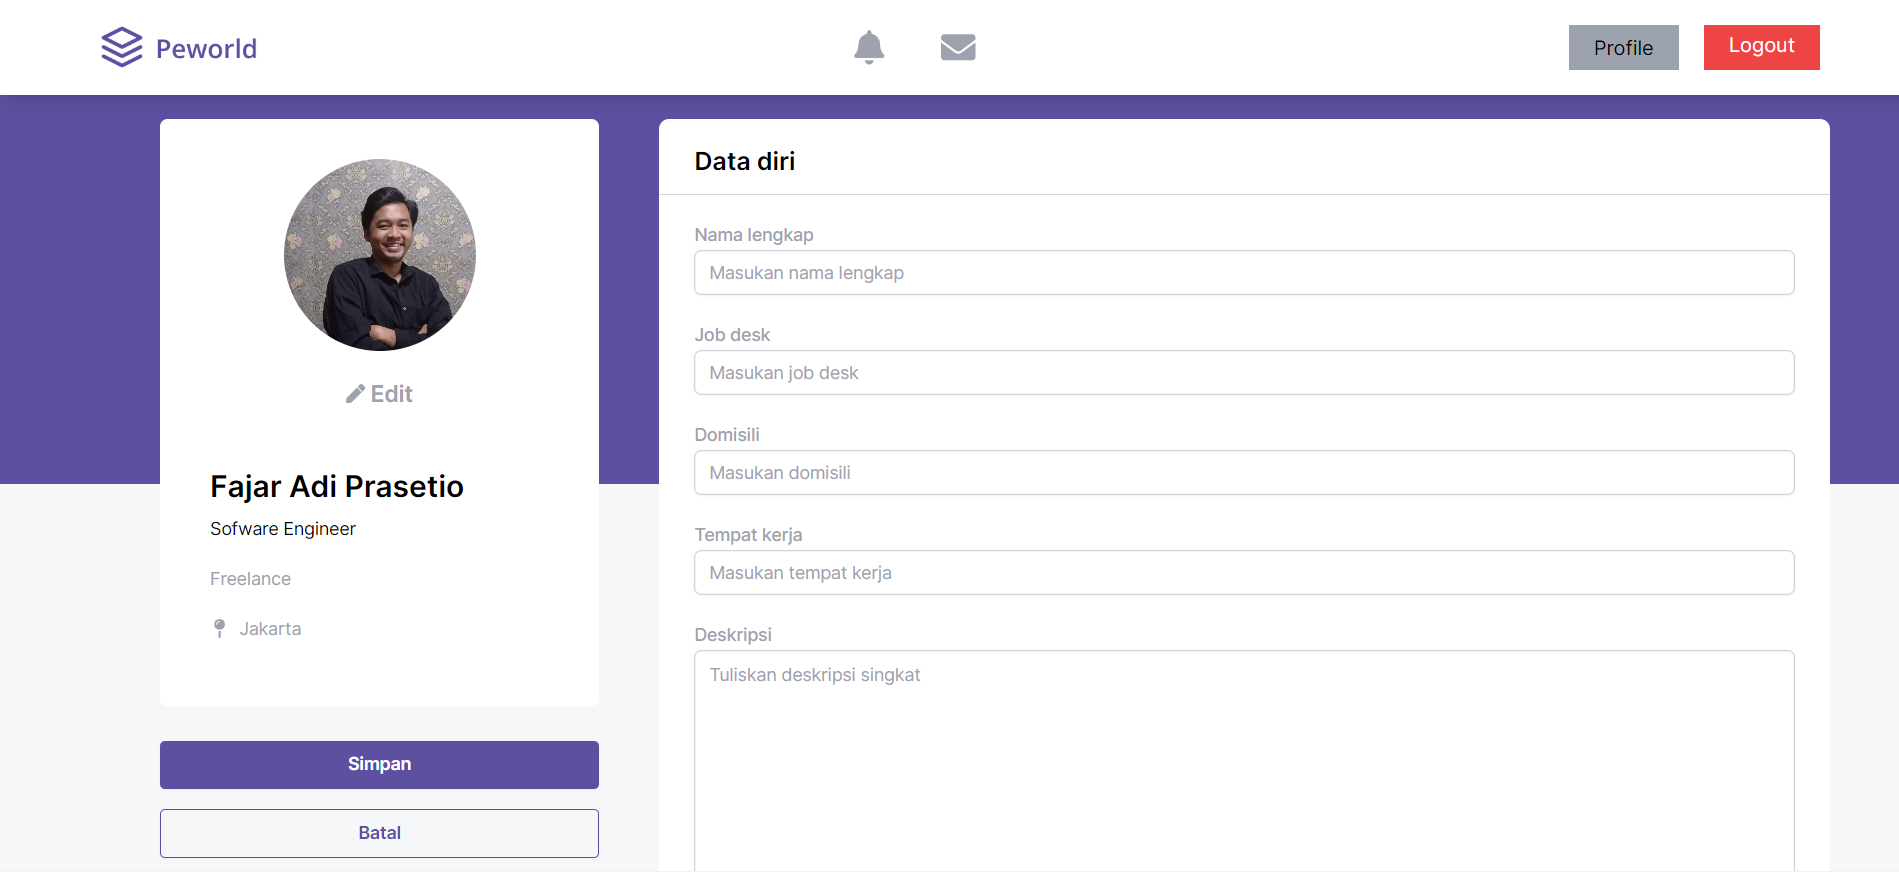 Peworld
Profile
Logout
Edit
Fajar Adi Prasetio
Sofware Engineer
Freelance
Jakarta
Simpan
Batal
Data diri
Nama lengkap
Masukan nama lengkap
Job desk
Masukan job desk
Domisili
Masukan domisili
Tempat kerja
Masukan tempat kerja
Deskripsi
Tuliskan deskripsi singkat